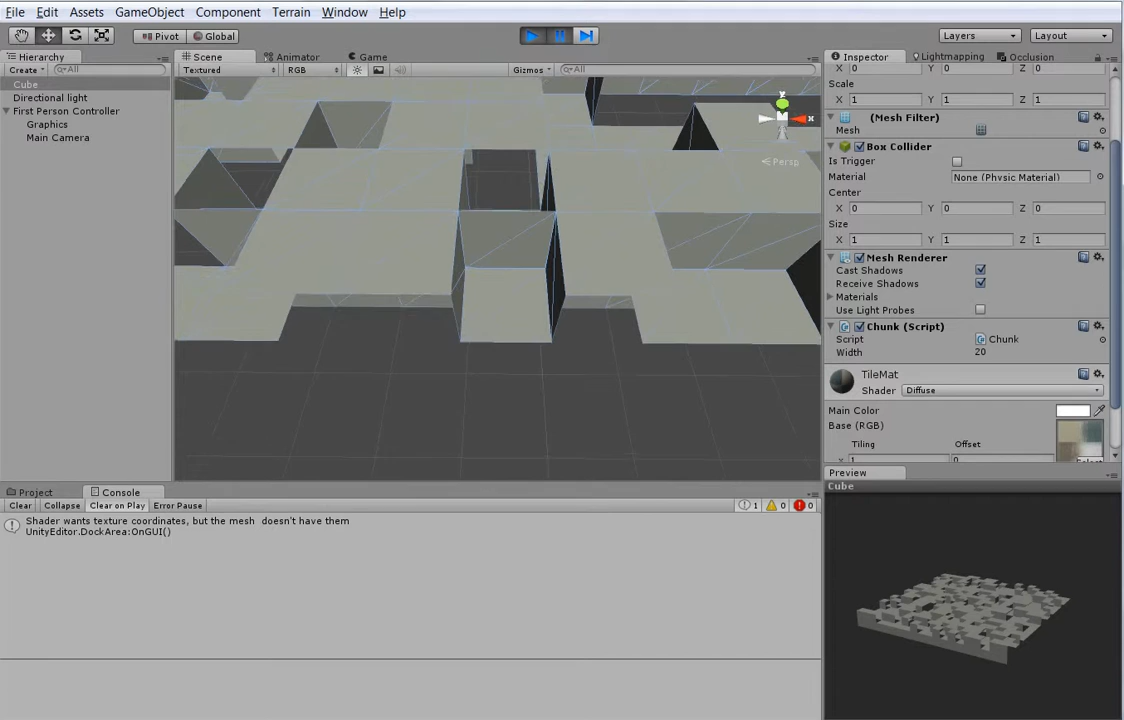 File Edit Assets GameObject Component Terrain Window Help
Pivot Global Layers Layout
Hierarchy Scene Animator Game Inspector Lightmapping Occlusion
Create All Textured RGB Gizmos All
X 0 Y 0 Z 0
Cube
Scale
Directional light
X 1 Y 1 Z 1
First Person Controller
(Mesh Filter)
Graphics
y
x
Mesh
Main Camera
Box Collider
Persp
Is Trigger
Material None (Physic Material)
Center
X 0 Y 0 Z 0
Size
X 1 Y 1 Z 1
Mesh Renderer
Cast Shadows
Receive Shadows
Materials
Use Light Probes
Chunk (Script)
Script Chunk
Width 20
TileMat
Shader Diffuse
Main Color
Base (RGB)
Tiling Offset
x 1 0 Select
Preview
Cube
Project Console
Clear Collapse Clear on Play Error Pause 1 0 0
Shader wants texture coordinates, but the mesh doesn't have them
UnityEditor.DockArea:OnGUI()